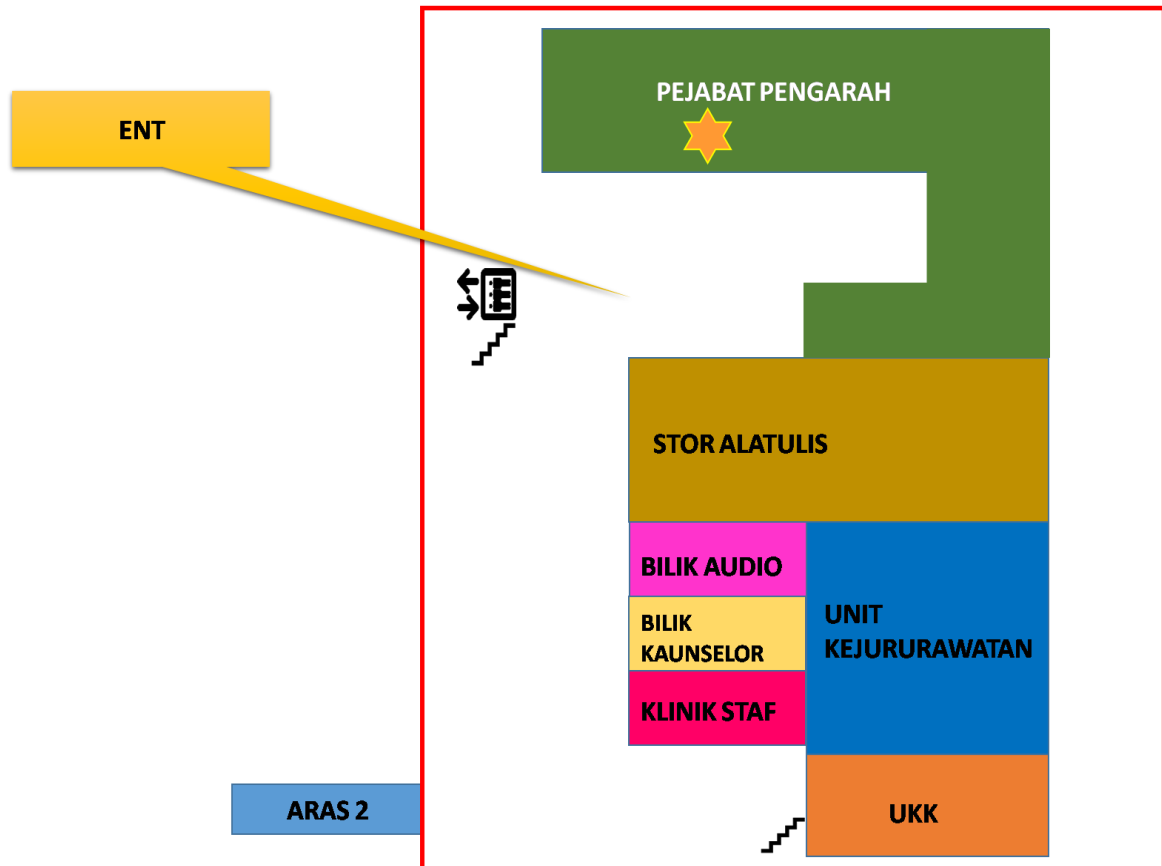 PEJABAT PENGARAH
ENT
STOR ALATULIS
BILIK AUDIO
BILIK
KAUNSELOR
UNIT
KEJURURAWATAN
KLINIK STAF
ARAS 2
UKK